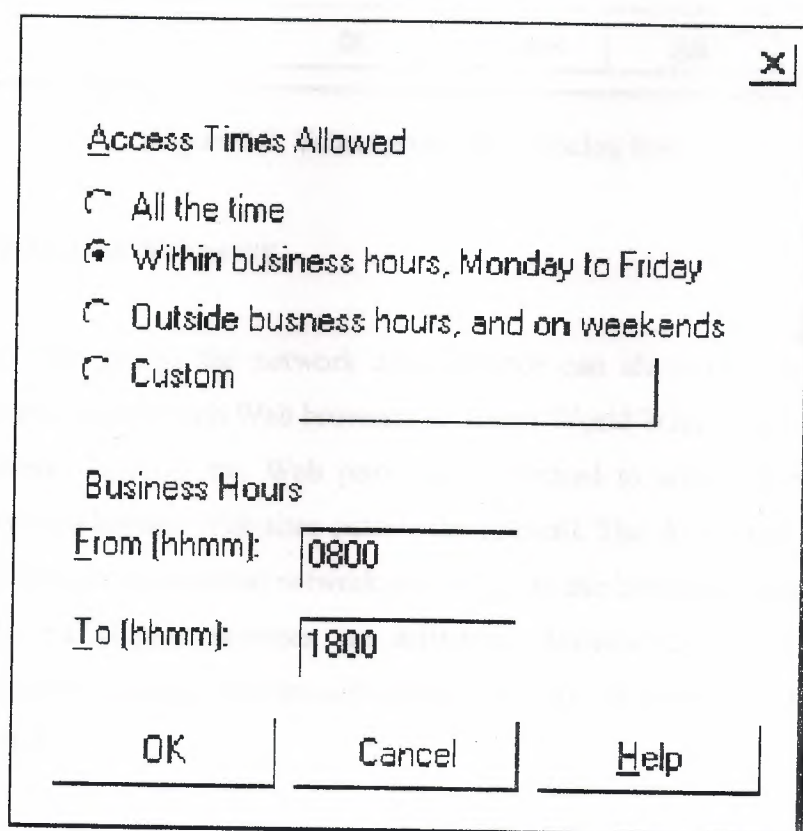 Access Times Allowed
All the time
Within business hours, Monday to Friday
Outside busness hours, and on weekends
Custom
Business Hours
From (hhmm): 0800
To (hhmm): 1800
OK
Cancel
Help